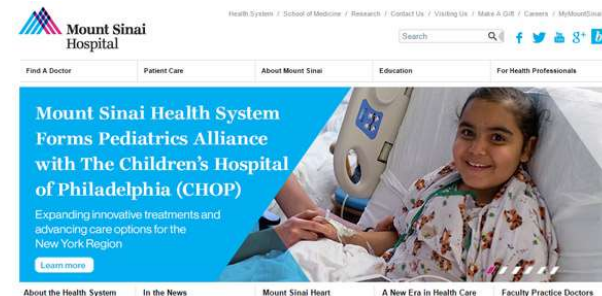 Mount Sinai
Hospital
Health System / School of Medicine / Research / Contact Us / Visiting Us / Make A Gift / Careers / MyMountSinai
Search
Find A Doctor
Patient Care
About Mount Sinai
Education
For Health Professionals
Mount Sinai Health System
Forms Pediatrics Alliance
with The Children's Hospital
of Philadelphia (CHOP)
Expanding innovative treatments and
advancing care options for the
New York Region
Learn more
About the Health System
In the News
Mount Sinai Heart
A New Era in Health Care
Faculty Practice Doctors